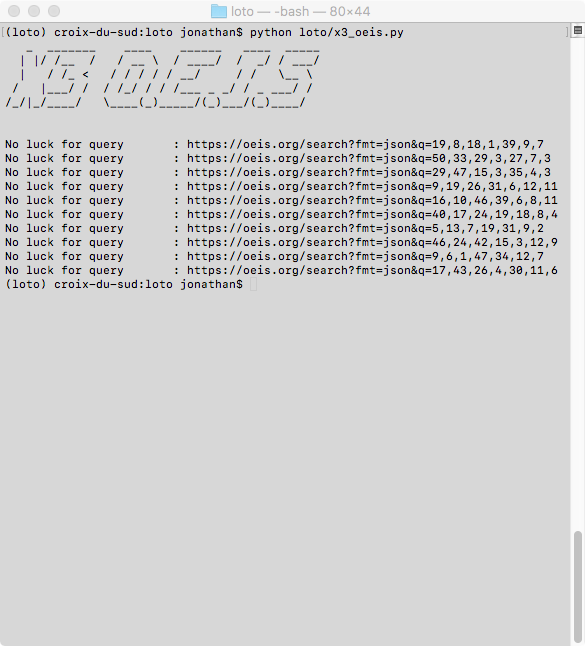 loto — -bash — 80×44
(loto) croix-du-sud:loto jonathan$ python loto/x3_oeis.py
X3 OEIS
No luck for query : https://oeis.org/search?fmt=json&q=19,8,18,1,39,9,7
No luck for query : https://oeis.org/search?fmt=json&q=50,33,29,3,27,7,3
No luck for query : https://oeis.org/search?fmt=json&q=29,47,15,3,35,4,3
No luck for query : https://oeis.org/search?fmt=json&q=9,19,26,31,6,12,11
No luck for query : https://oeis.org/search?fmt=json&q=16,10,46,39,6,8,11
No luck for query : https://oeis.org/search?fmt=json&q=40,17,24,19,18,8,4
No luck for query : https://oeis.org/search?fmt=json&q=5,13,7,19,31,9,2
No luck for query : https://oeis.org/search?fmt=json&q=46,24,42,15,3,12,9
No luck for query : https://oeis.org/search?fmt=json&q=9,6,1,47,34,12,7
No luck for query : https://oeis.org/search?fmt=json&q=17,43,26,4,30,11,6
(loto) croix-du-sud:loto jonathan$